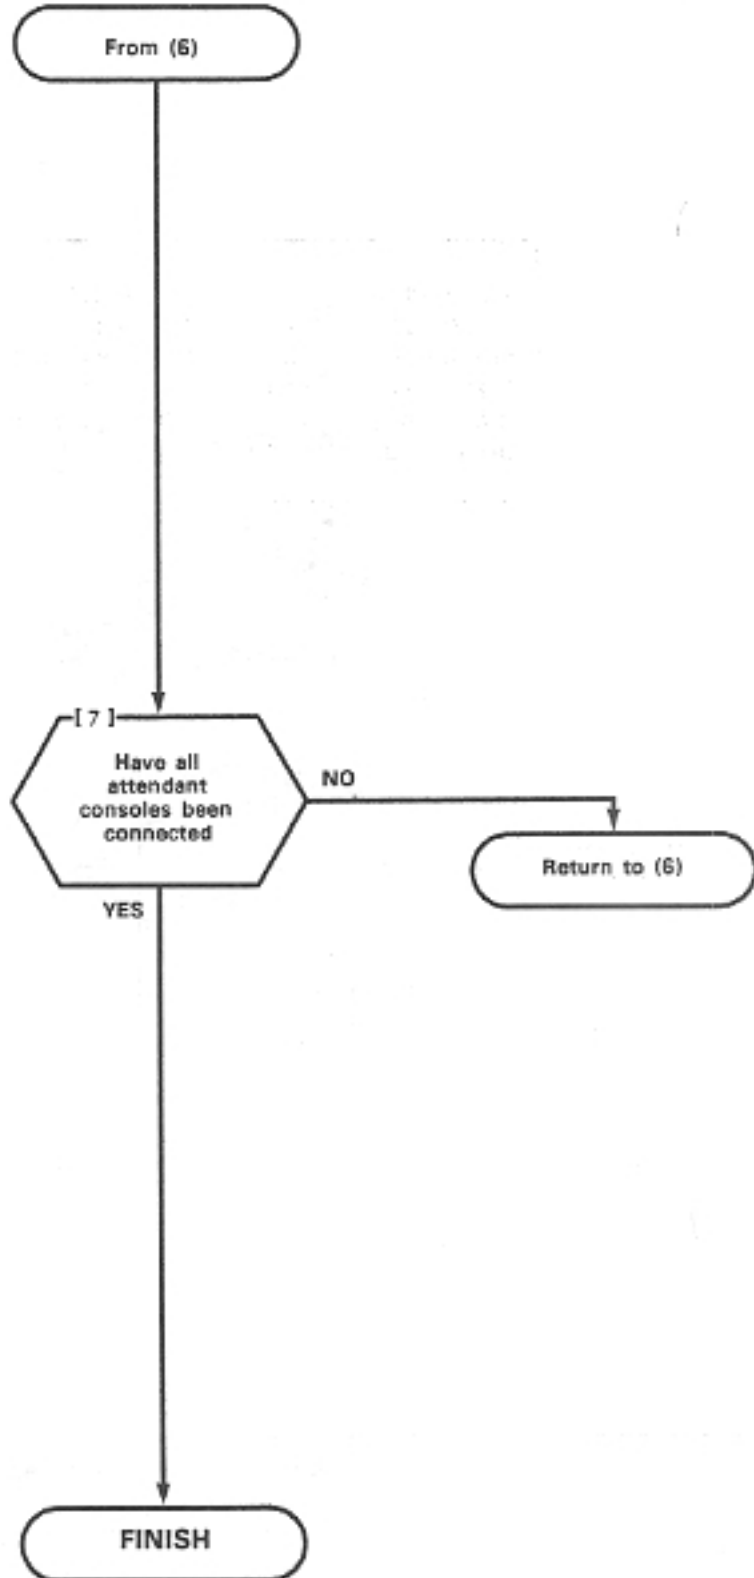 From (6)
[ 7 ]
Have all
attendant
consoles been
connected
NO
Return to (6)
YES
FINISH